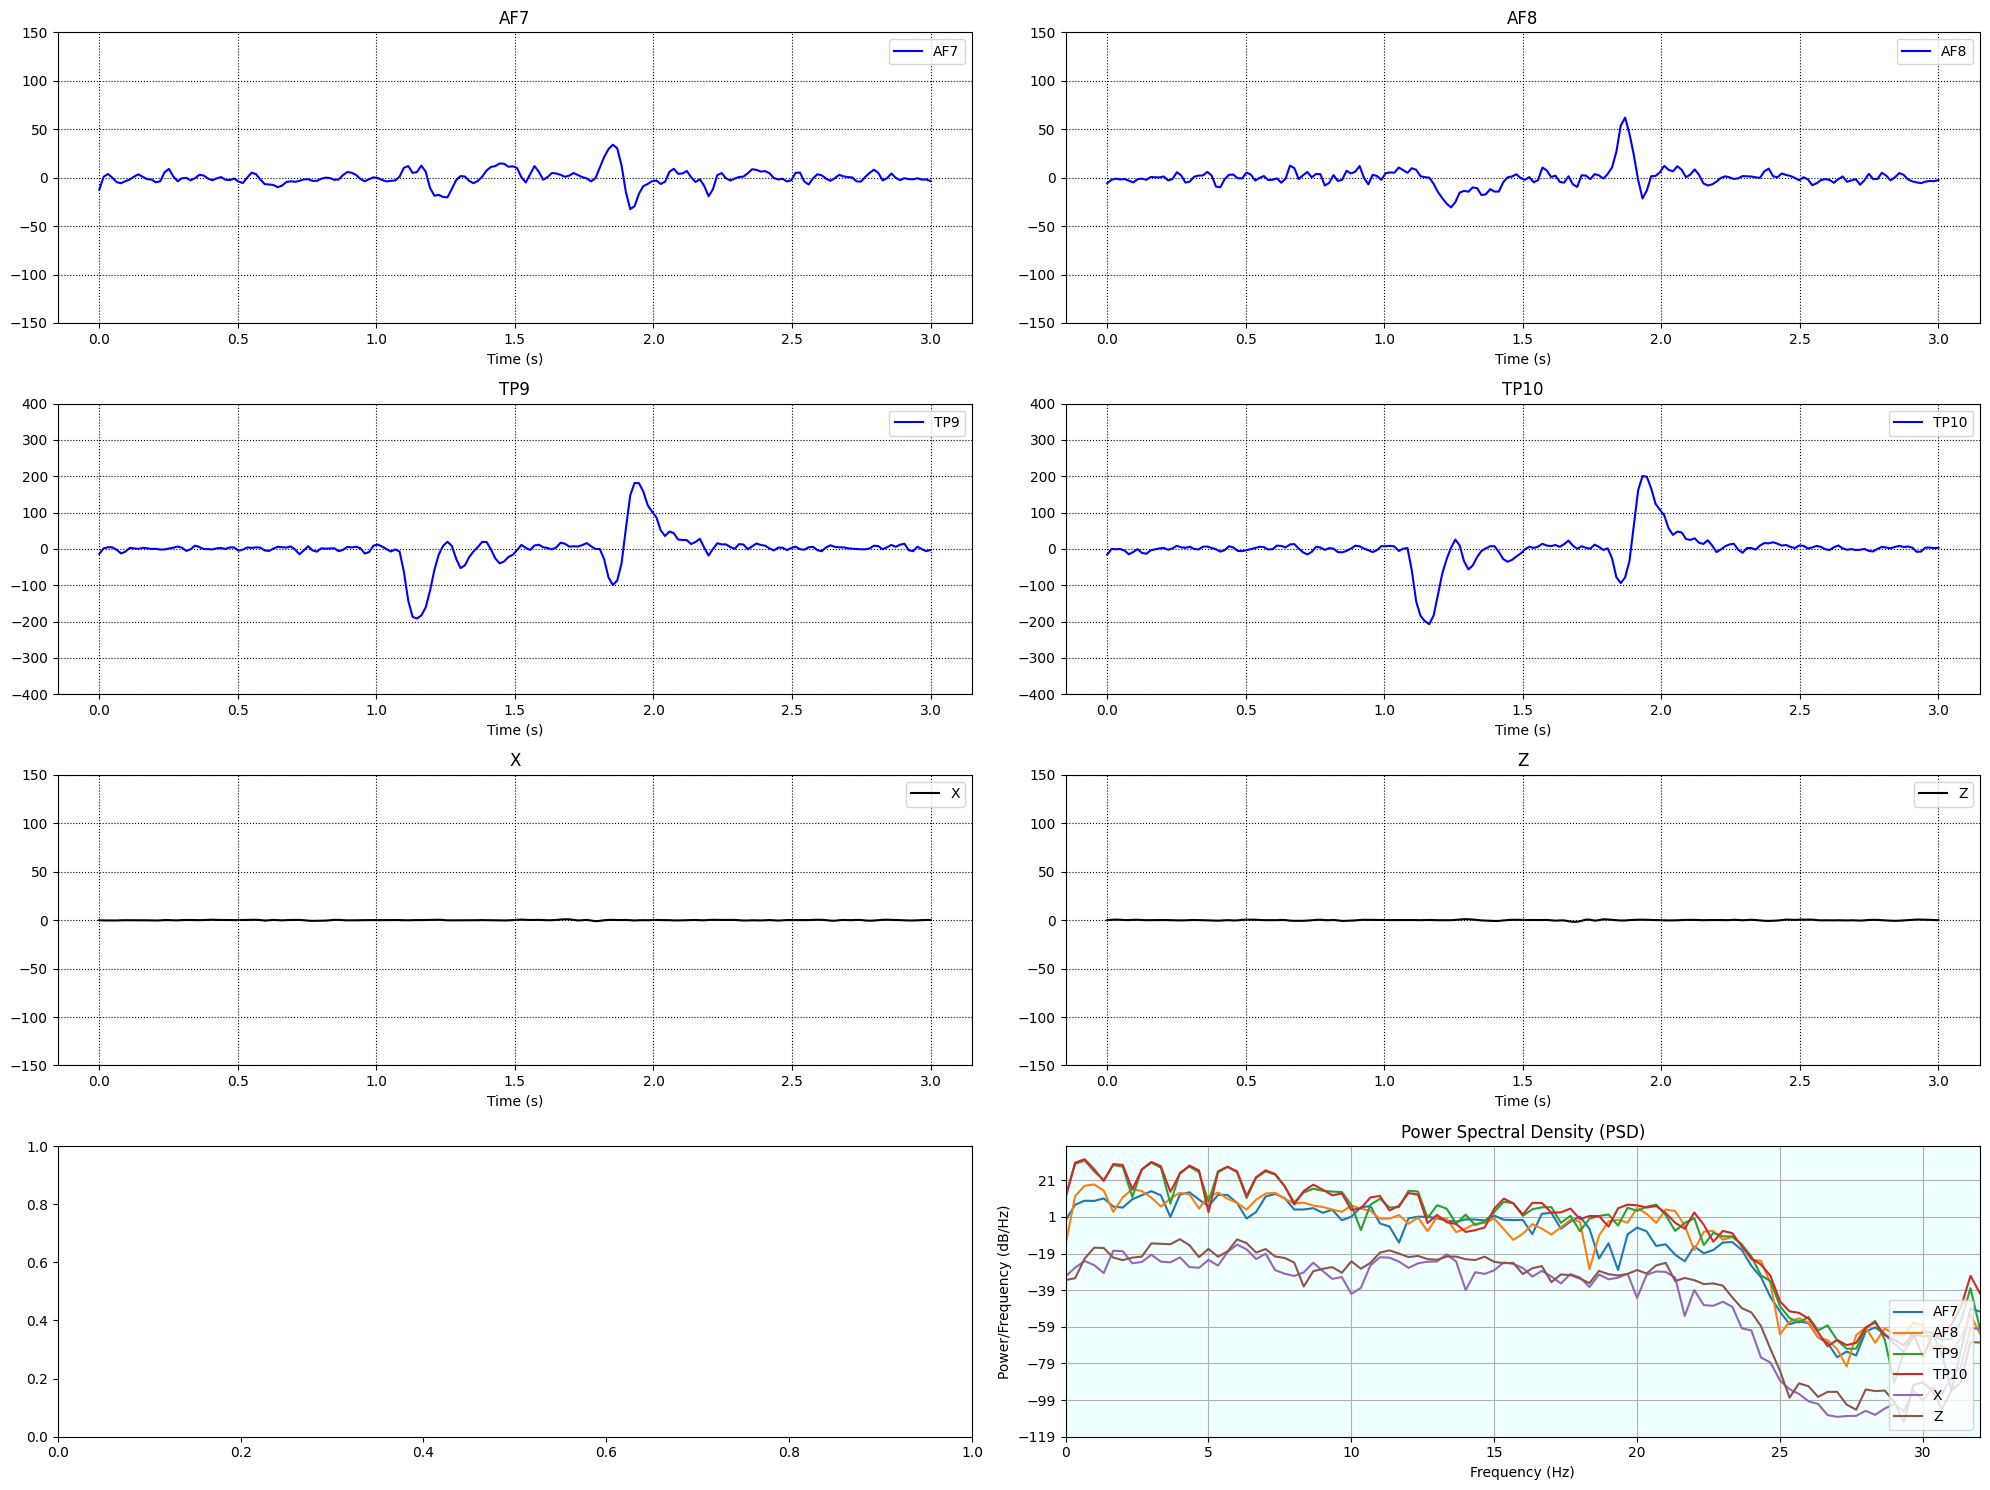 AF7
150
100
50
0
−50
−100
−150
AF7
0.0 0.5 1.0 1.5 2.0 2.5 3.0
Time (s)
AF8
150
100
50
0
−50
−100
−150
AF8
0.0 0.5 1.0 1.5 2.0 2.5 3.0
Time (s)
TP9
400
300
200
100
0
−100
−200
−300
−400
TP9
0.0 0.5 1.0 1.5 2.0 2.5 3.0
Time (s)
TP10
400
300
200
100
0
−100
−200
−300
−400
TP10
0.0 0.5 1.0 1.5 2.0 2.5 3.0
Time (s)
X
150
100
50
0
−50
−100
−150
X
0.0 0.5 1.0 1.5 2.0 2.5 3.0
Time (s)
Z
150
100
50
0
−50
−100
−150
Z
0.0 0.5 1.0 1.5 2.0 2.5 3.0
Time (s)
1.0
0.8
0.6
0.4
0.2
0.0
0.0 0.2 0.4 0.6 0.8 1.0
Power Spectral Density (PSD)
Power/Frequency (dB/Hz)
21
1
−19
−39
−59
−79
−99
−119
AF7
AF8
TP9
TP10
X
Z
0 5 10 15 20 25 30
Frequency (Hz)